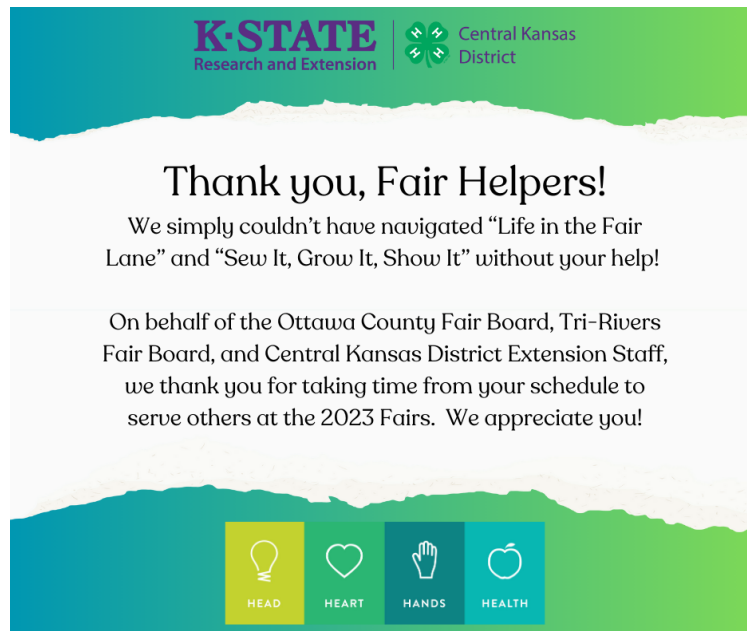 K-STATE
Research and Extension
H H H H
Central Kansas
District
Thank you, Fair Helpers!
We simply couldn't have navigated “Life in the Fair
Lane” and “Sew It, Grow It, Show It” without your help!
On behalf of the Ottawa County Fair Board, Tri-Rivers
Fair Board, and Central Kansas District Extension Staff,
we thank you for taking time from your schedule to
serve others at the 2023 Fairs.  We appreciate you!
HEAD
HEART
HANDS
HEALTH